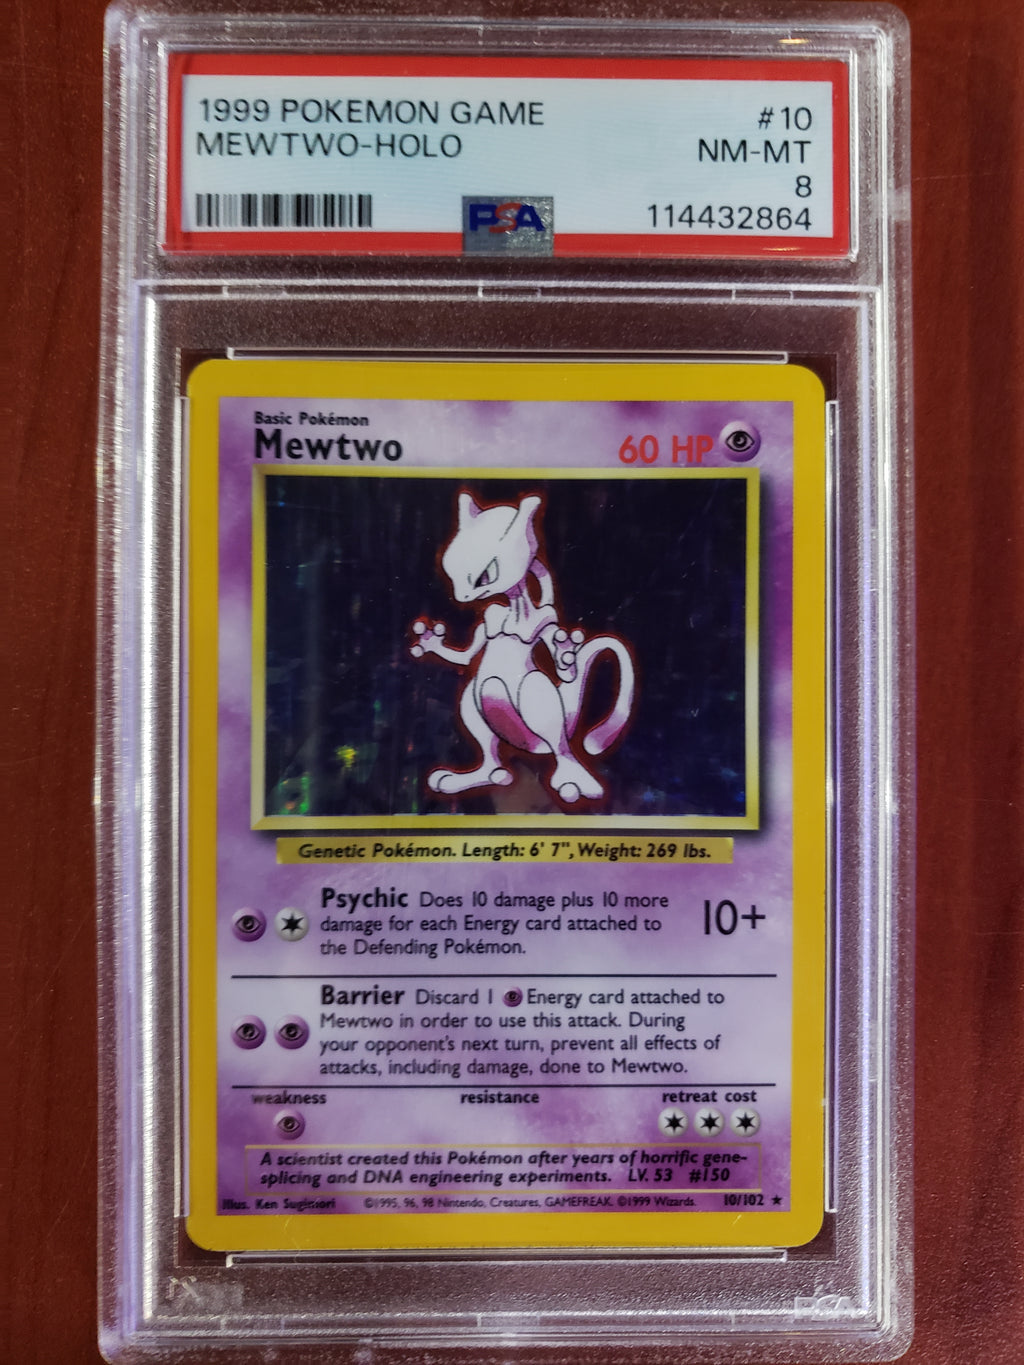 1999 POKEMON GAME #10
MEWTWO-HOLO NM-MT
8
PSA 114432864
Basic Pokémon
Mewtwo 60 HP
Genetic Pokémon. Length: 6' 7", Weight: 269 lbs.
Psychic Does 10 damage plus 10 more
damage for each Energy card attached to
the Defending Pokémon.
10+
Barrier Discard 1 Energy card attached to
Mewtwo in order to use this attack. During
your opponent's next turn, prevent all effects of
attacks, including damage, done to Mewtwo.
weakness resistance retreat cost
A scientist created this Pokémon after years of horrific gene-
splicing and DNA engineering experiments. LV. 53 #150
Illus. Ken Sugimori ©1995, 96, 98 Nintendo, Creatures, GAMEFREAK. ©1999 Wizards. 10/102 ★
PSA